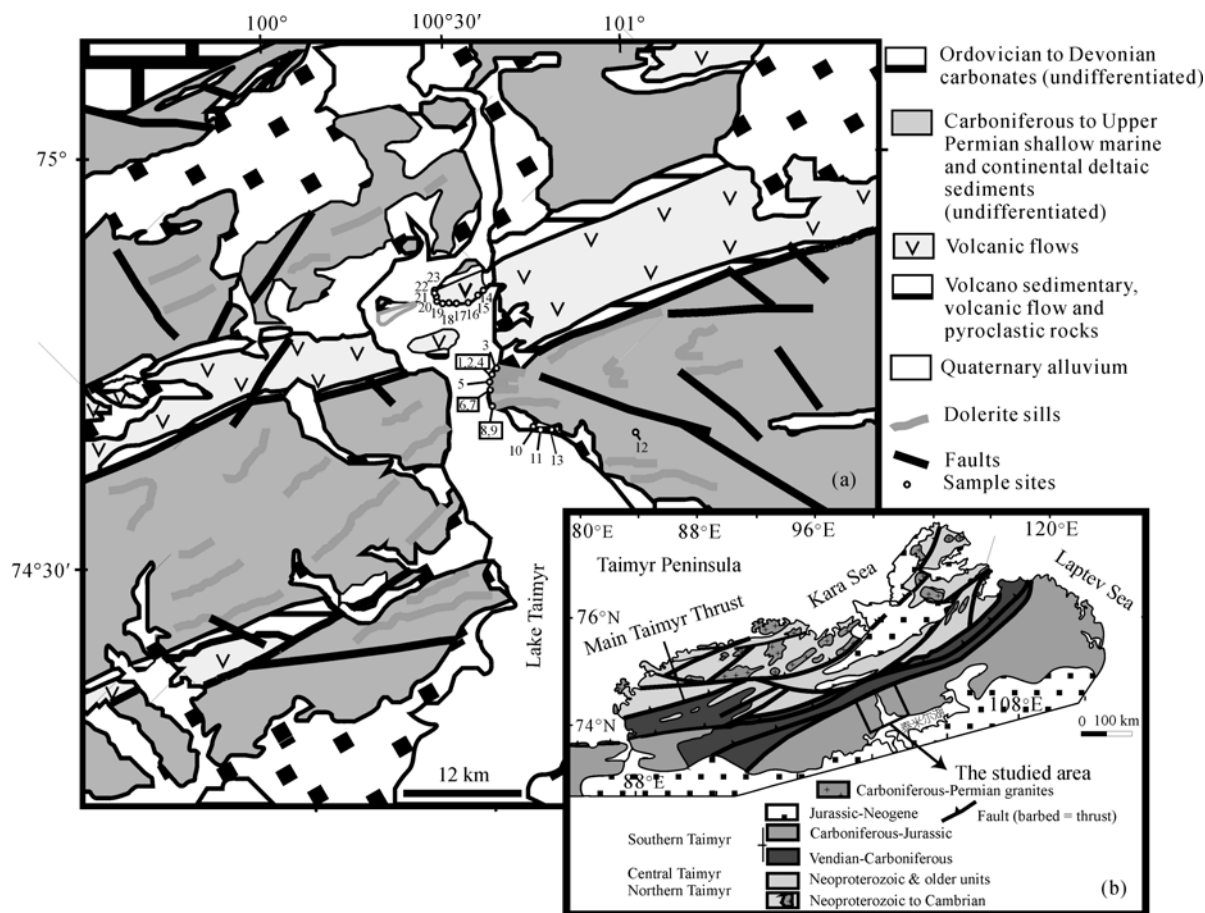 100°
100°30′
101°
75°
74°30′
22
23
21
20
19
18
17
16
15
14
3
1,2,4
5
6,7
8,9
10
11
13
12
(a)
Lake Taimyr
12 km
Ordovician to Devonian
carbonates (undifferentiated)
Carboniferous to Upper
Permian shallow marine
and continental deltaic
sediments
(undifferentiated)
Volcanic flows
Volcano sedimentary,
volcanic flow and
pyroclastic rocks
Quaternary alluvium
Dolerite sills
Faults
Sample sites
80°E
88°E
96°E
120°E
Taimyr Peninsula
Kara Sea
Laptev Sea
76°N
Main Taimyr Thrust
74°N
108°E
泰米尔湖
0 100 km
88°E
The studied area
Carboniferous-Permian granites
Jurassic-Neogene
Fault (barbed = thrust)
Southern Taimyr
Carboniferous-Jurassic
Vendian-Carboniferous
Central Taimyr
Neoproterozoic & older units
Northern Taimyr
Neoproterozoic to Cambrian
(b)